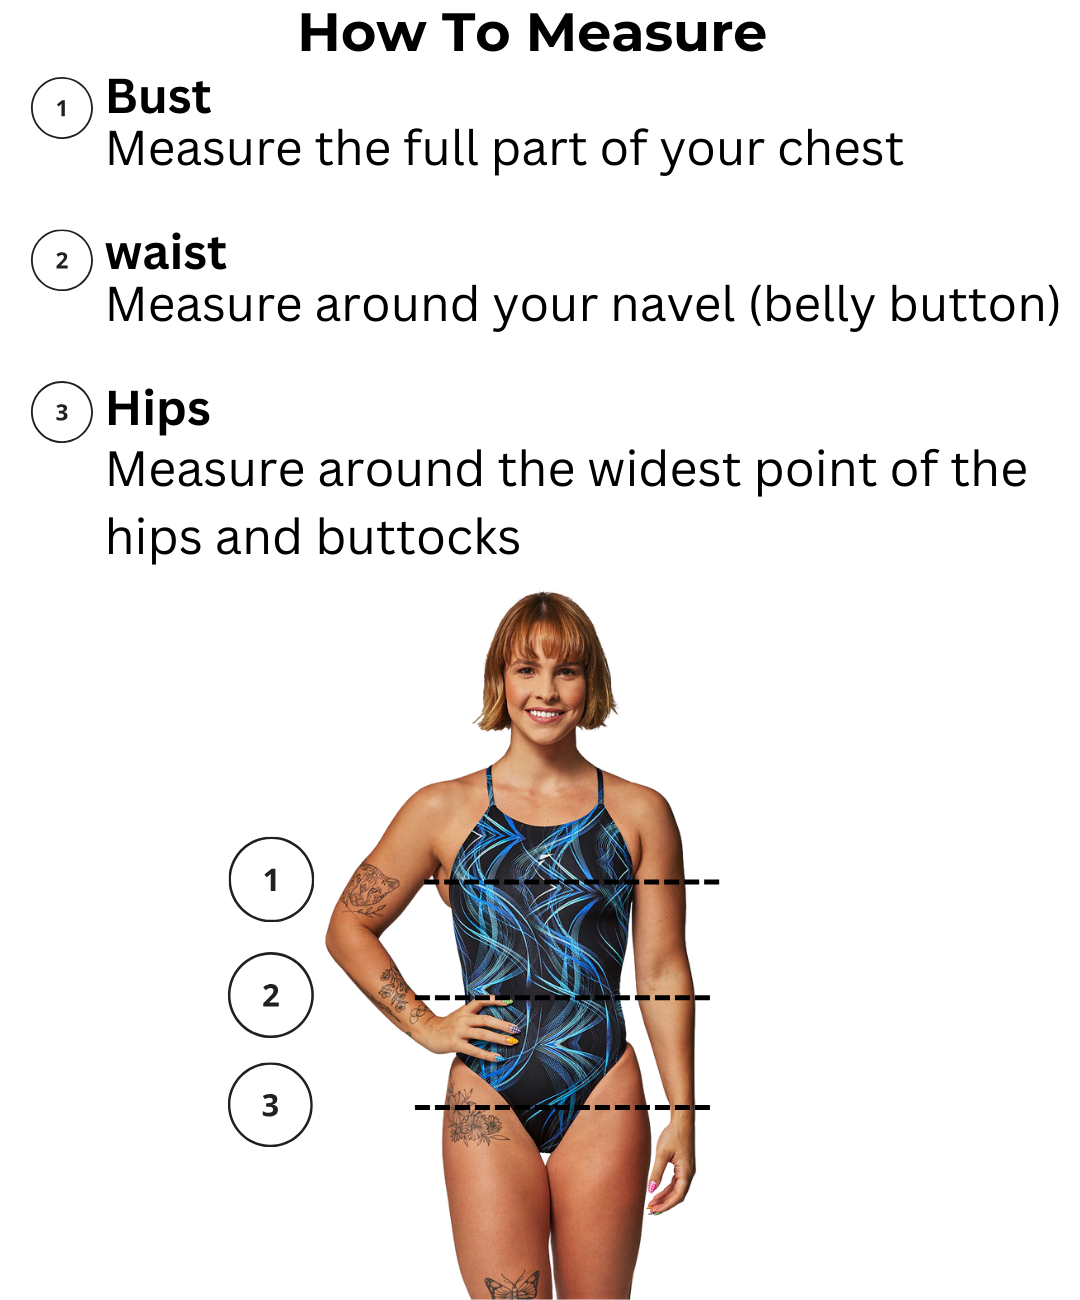 How To Measure
1
Bust
Measure the full part of your chest
2
waist
Measure around your navel (belly button)
3
Hips
Measure around the widest point of the
hips and buttocks
1
2
3